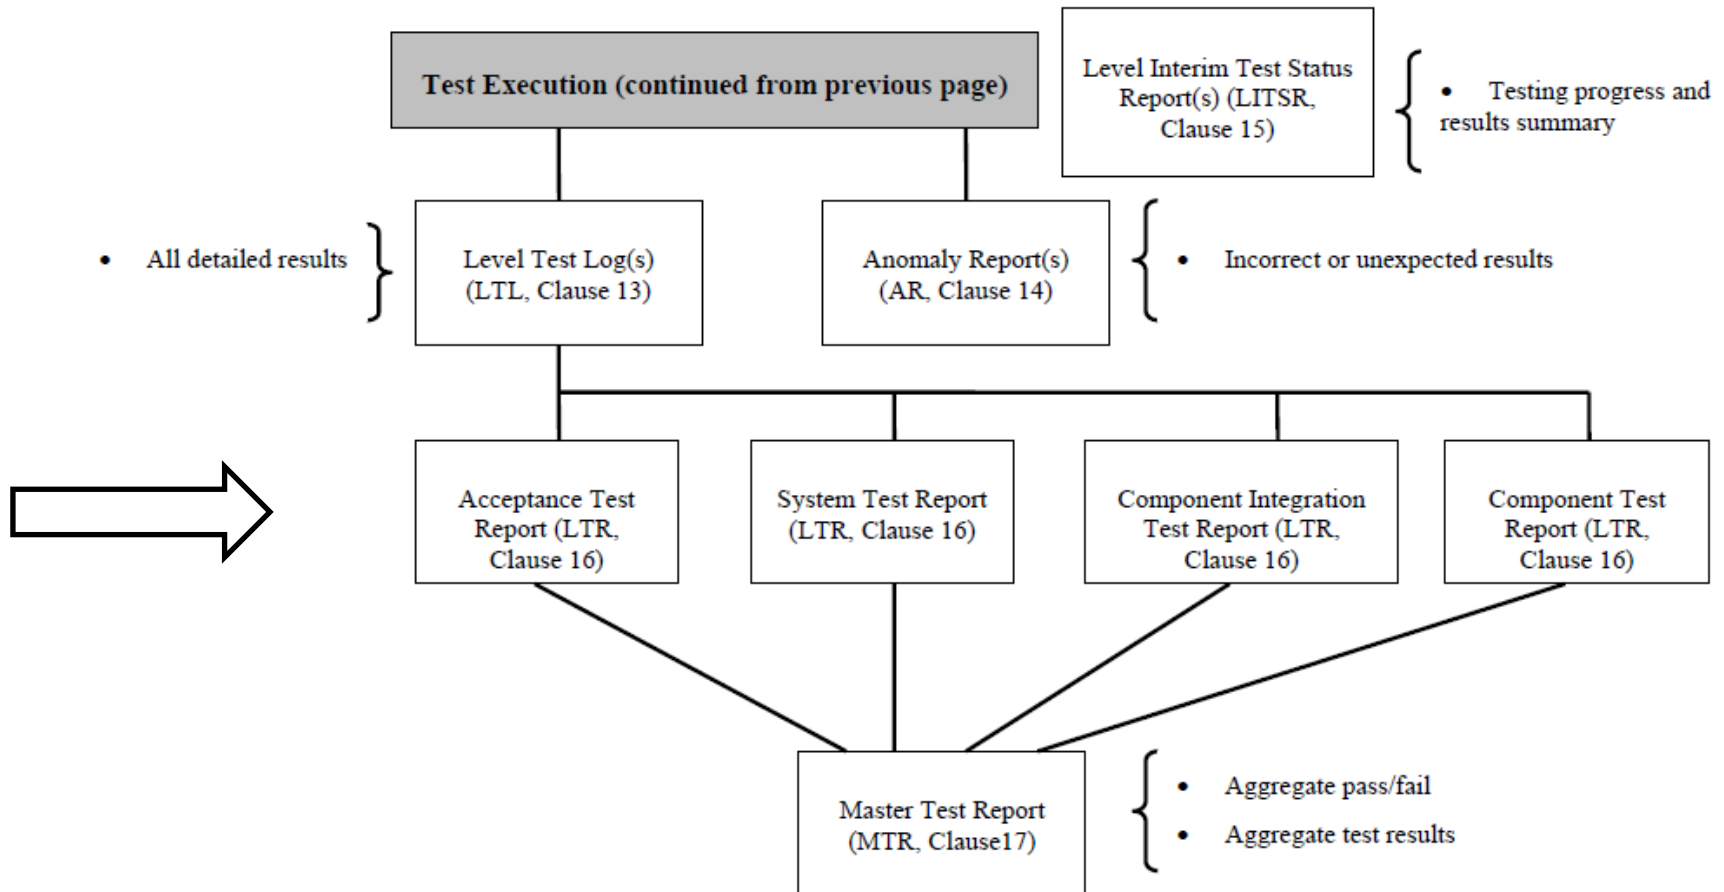 Test Execution (continued from previous page)
Level Interim Test Status
Report(s) (LITSR,
Clause 15)
• Testing progress and
results summary
• All detailed results
Level Test Log(s)
(LTL, Clause 13)
Anomaly Report(s)
(AR, Clause 14)
• Incorrect or unexpected results
Acceptance Test
Report (LTR,
Clause 16)
System Test Report
(LTR, Clause 16)
Component Integration
Test Report (LTR,
Clause 16)
Component Test
Report (LTR,
Clause 16)
Master Test Report
(MTR, Clause17)
• Aggregate pass/fail
• Aggregate test results